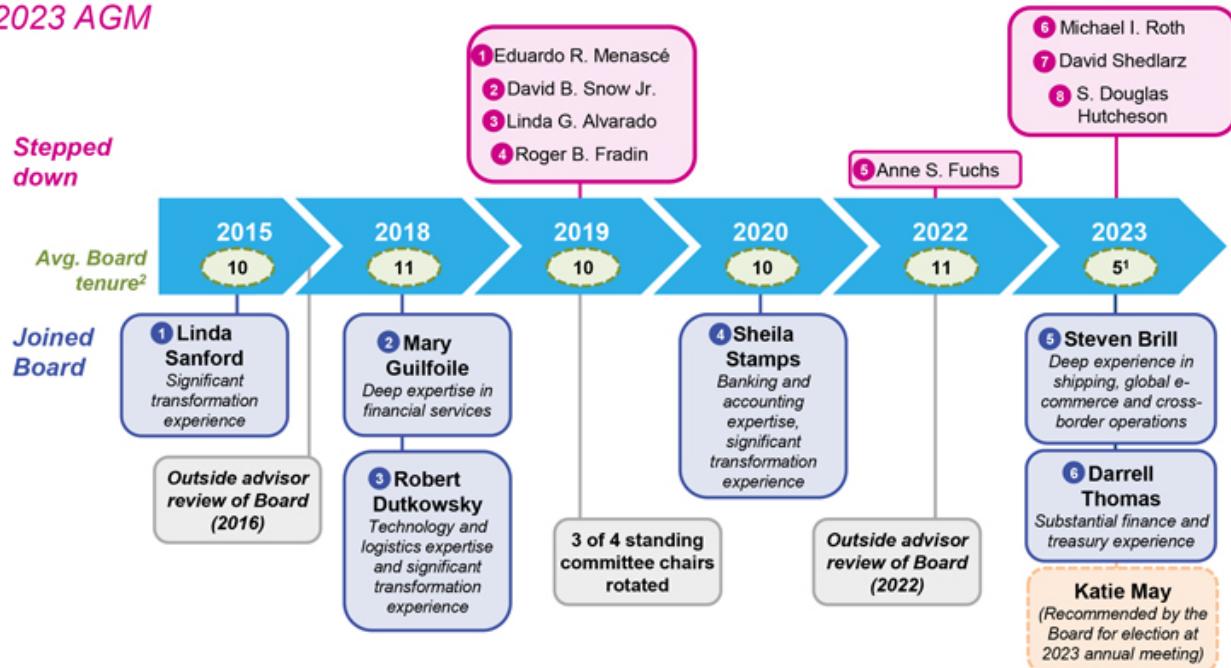 2023 AGM
1 Eduardo R. Menascé
2 David B. Snow Jr.
3 Linda G. Alvarado
4 Roger B. Fradin
6 Michael I. Roth
7 David Shedlarz
8 S. Douglas
Hutcheson
Stepped
down
5 Anne S. Fuchs
2015
2018
2019
2020
2022
2023
Avg. Board
tenure²
10
11
10
10
11
5¹
Joined
Board
1 Linda
Sanford
Significant
transformation
experience
Outside advisor
review of Board
(2016)
2 Mary
Guilfoile
Deep expertise in
financial services
3 Robert
Dutkowsky
Technology and
logistics expertise
and significant
transformation
experience
3 of 4 standing
committee chairs
rotated
4 Sheila
Stamps
Banking and
accounting
expertise,
significant
transformation
experience
Outside advisor
review of Board
(2022)
5 Steven Brill
Deep experience in
shipping, global e-
commerce and cross-
border operations
6 Darrell
Thomas
Substantial finance and
treasury experience
Katie May
(Recommended by the
Board for election at
2023 annual meeting)